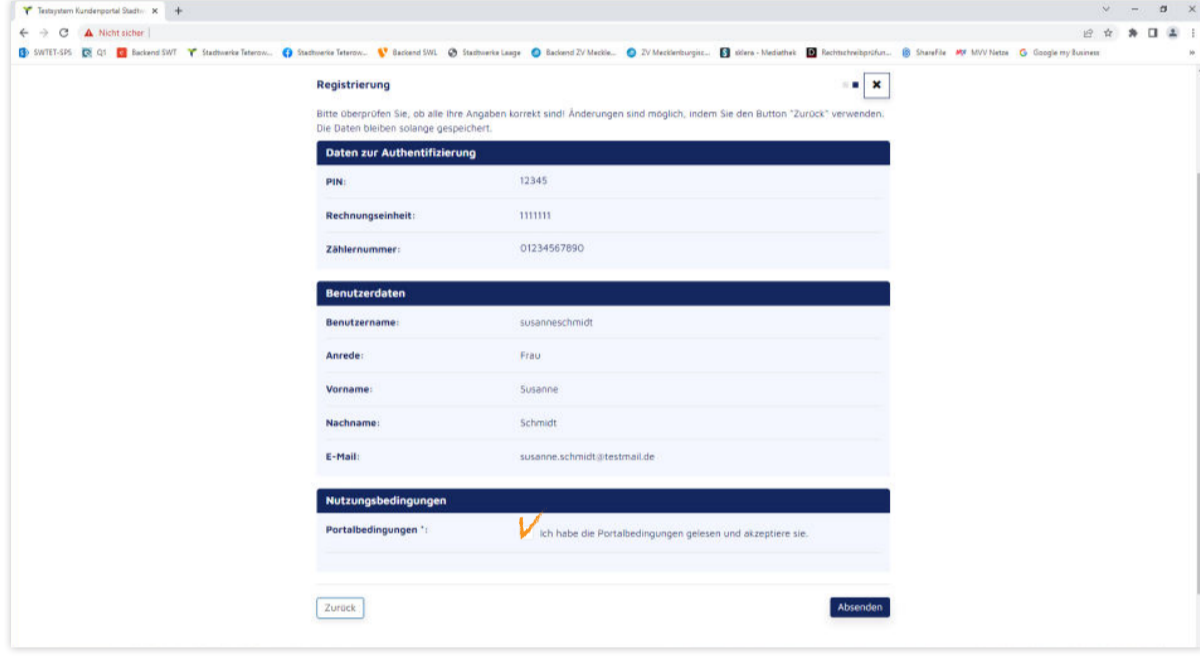 Testsystem Kundenportal Stadtw
Nicht sicher
SWTET-SPS Q1 Backend SWT Stadtwerke Teterow... Stadtwerke Teterow... Backend SWL Stadtwerke Laage Backend ZV Meckle... ZV Mecklenburgisc... sklera - Mediathek Rechtschreibprüfun... ShareFile MVV Netze Google my Business
Registrierung
Bitte überprüfen Sie, ob alle Ihre Angaben korrekt sind! Änderungen sind möglich, indem Sie den Button "Zurück" verwenden.
Die Daten bleiben solange gespeichert.
Daten zur Authentifizierung
PIN: 12345
Rechnungseinheit: 1111111
Zählernummer: 01234567890
Benutzerdaten
Benutzername: susanneschmidt
Anrede: Frau
Vorname: Susanne
Nachname: Schmidt
E-Mail: susanne.schmidt@testmail.de
Nutzungsbedingungen
Portalbedingungen *: Ich habe die Portalbedingungen gelesen und akzeptiere sie.
Zurück Absenden